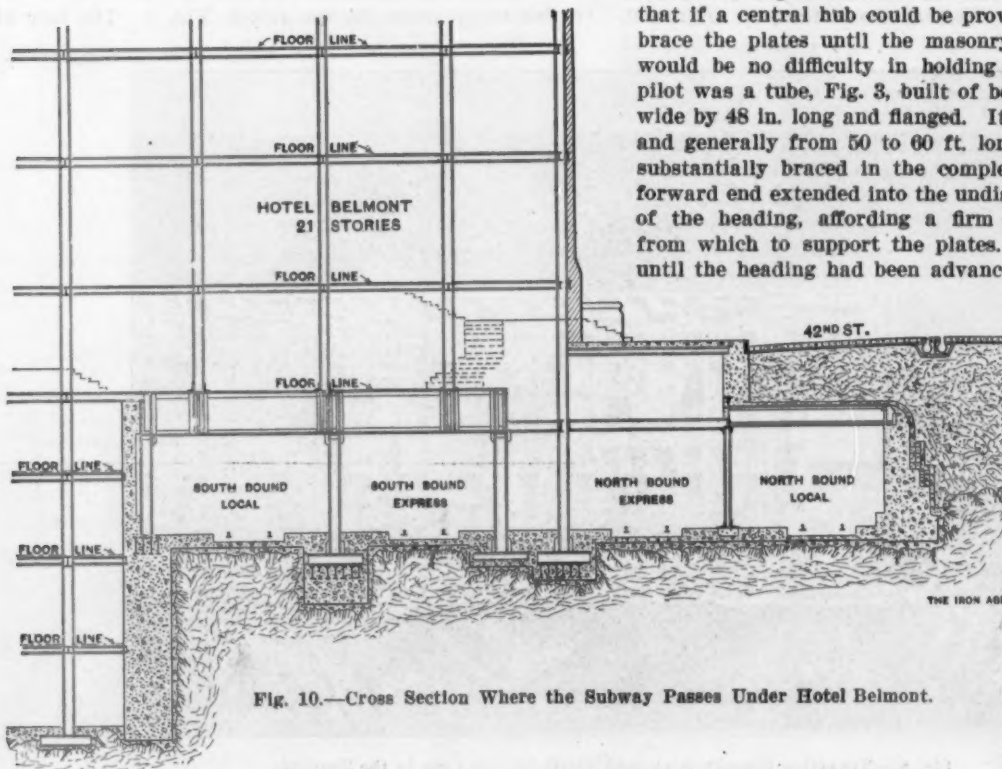 that if a central hub could be prov
brace the plates until the masonry
would be no difficulty in holding
pilot was a tube, Fig. 3, built of b
wide by 48 in. long and flanged. It
and generally from 50 to 60 ft. lon
substantially braced in the comple
forward end extended into the undi
of the heading, affording a firm
from which to support the plates.
until the heading had been advanc
FLOOR LINE
FLOOR LINE
HOTEL BELMONT
21 STORIES
FLOOR LINE
42ND ST.
FLOOR LINE
FLOOR LINE
SOUTH BOUND
LOCAL
SOUTH BOUND
EXPRESS
NORTH BOUND
EXPRESS
NORTH BOUND
LOCAL
FLOOR LINE
FLOOR LINE
THE IRON AGE
Fig. 10.—Cross Section Where the Subway Passes Under Hotel Belmont.